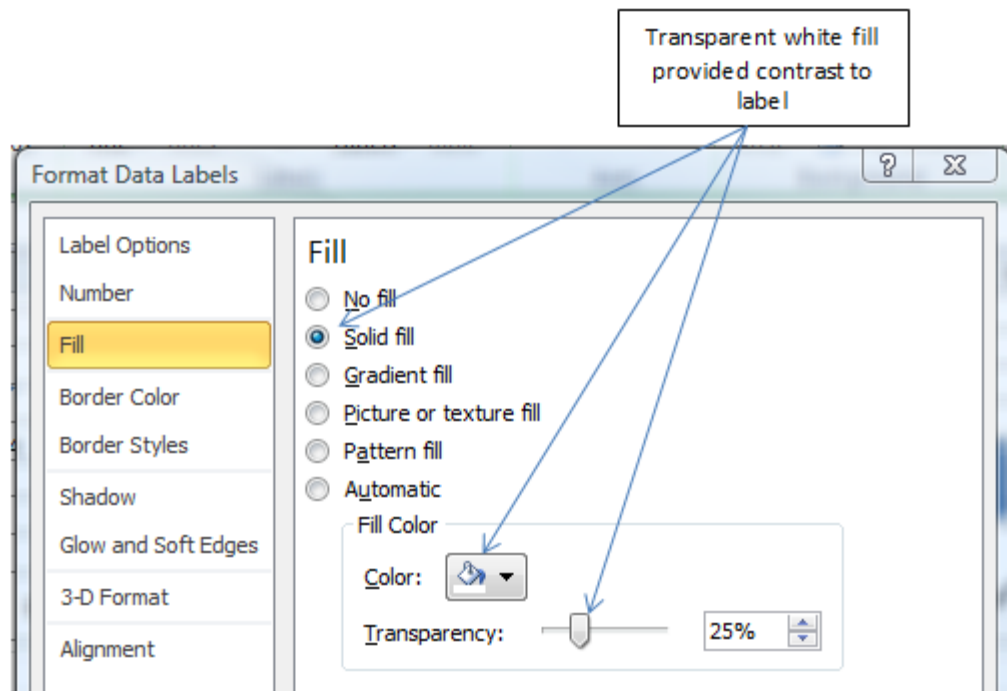 Transparent white fill
provided contrast to
label
Format Data Labels
Label Options
Number
Fill
Border Color
Border Styles
Shadow
Glow and Soft Edges
3-D Format
Alignment
Fill
No fill
Solid fill
Gradient fill
Picture or texture fill
Pattern fill
Automatic
Fill Color
Color:
Transparency: 25%